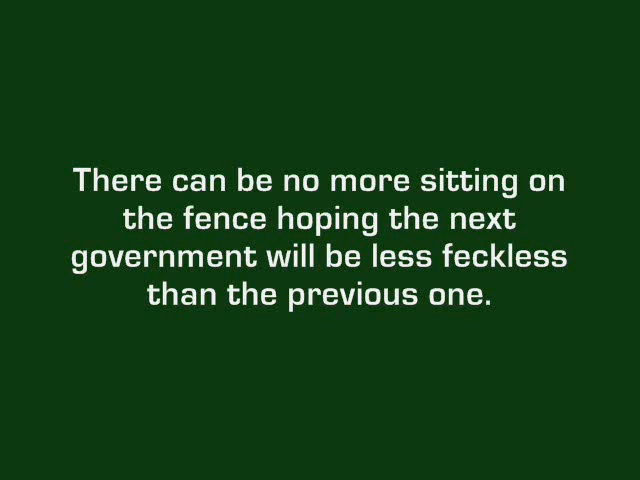 There can be no more sitting on
the fence hoping the next
government will be less feckless
than the previous one.